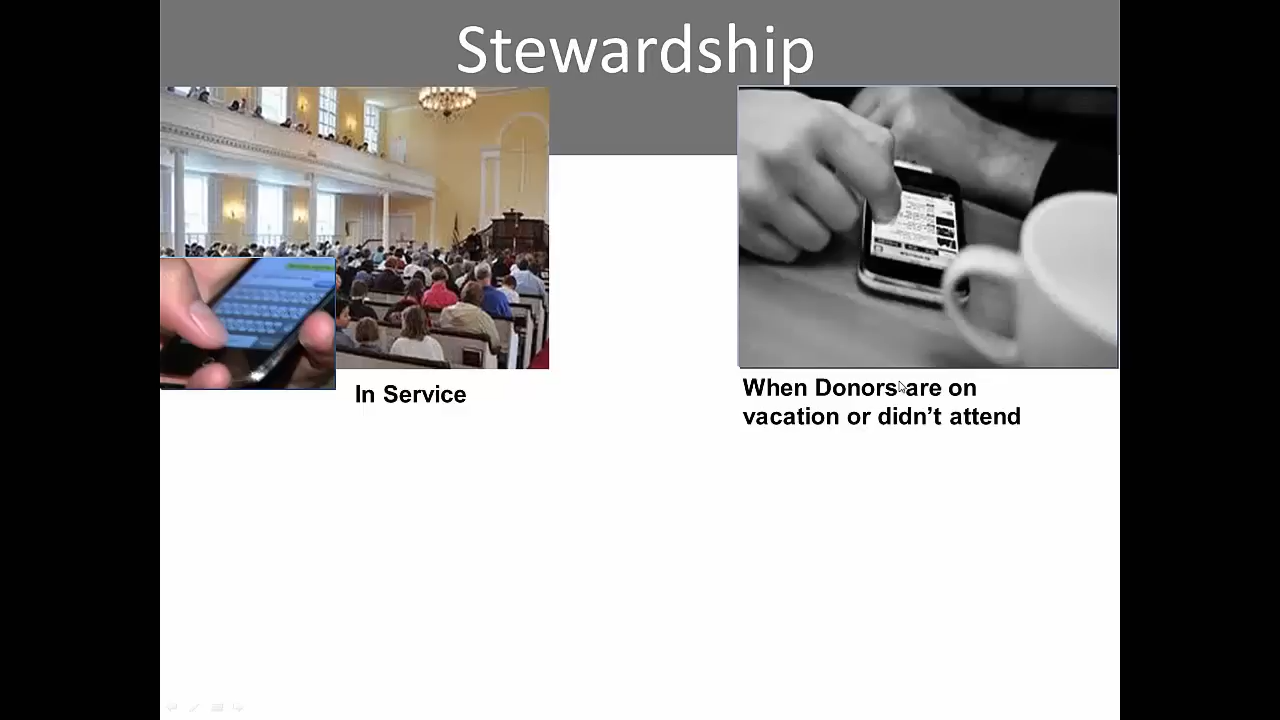 Stewardship
In Service
When Donors are on
vacation or didn't attend